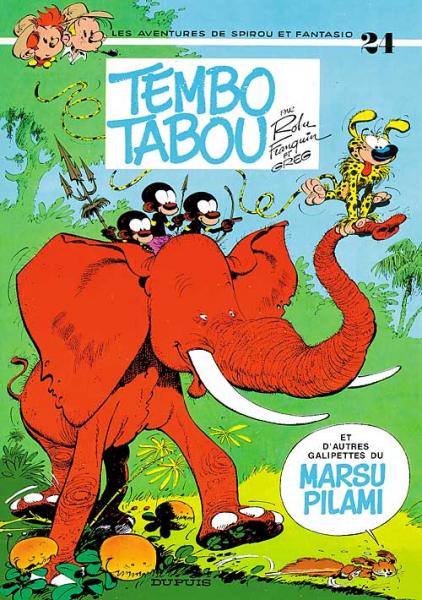 LES AVENTURES DE SPIROU ET FANTASIO
24
TEMBO
TABOU
PAR
Roba
Franquin
et
GREG
ET
D'AUTRES
GALIPETTES DU
MARSU
PILAMI
DUPUIS